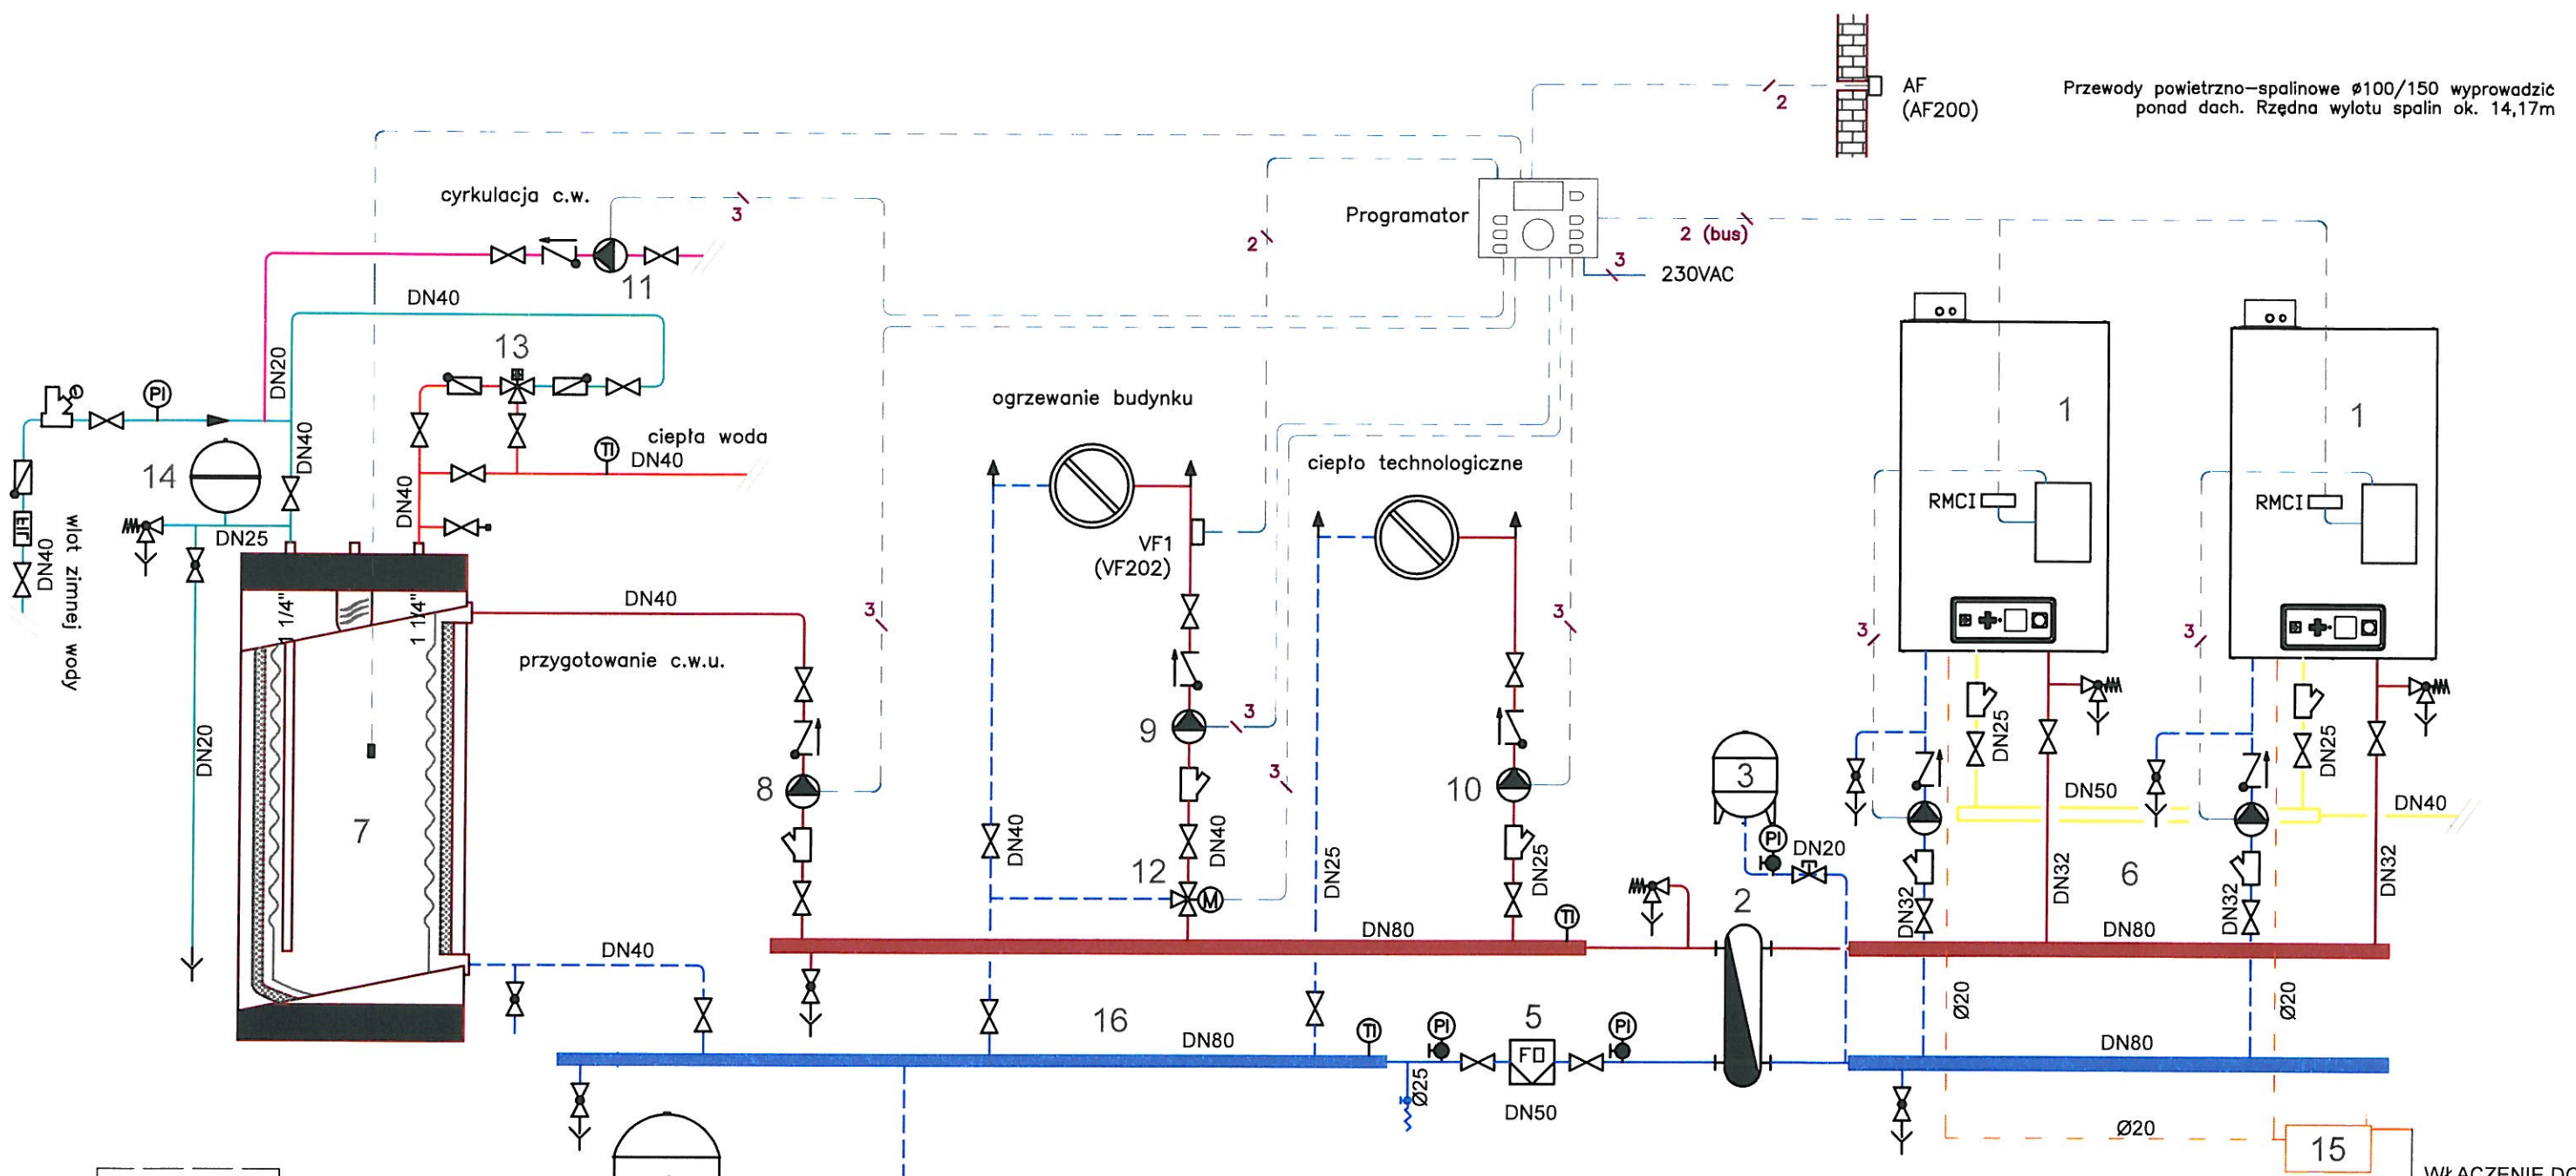 AF
(AF200)
Przewody powietrzno-spalinowe ø100/150 wyprowadzić
ponad dach. Rzędna wylotu spalin ok. 14,17m
2
cyrkulacja c.w.
3
Programator
2
2 (bus)
3
230VAC
11
DN40
DN20
13
PI
ogrzewanie budynku
1
1
ciepła woda
TI
DN40
DN40
14
DN40
ciepło technologiczne
RMCI
RMCI
FIL
DN25
DN40
wlot zimnej wody
VF1
(VF202)
1 1/4"
1 1/4"
DN40
3
3
3
3
przygotowanie c.w.u.
DN20
9
3
8
3
10
3
DN25
DN25
DN50
DN40
7
PI
DN20
DN40
DN40
DN25
DN25
12
M
6
DN32
DN32
DN32
DN32
2
TI
DN80
DN80
DN40
16
Ø20
Ø20
TI
PI
5
PI
DN80
FO
DN80
Ø25
DN50
Ø20
15
WŁĄCZENIE DO